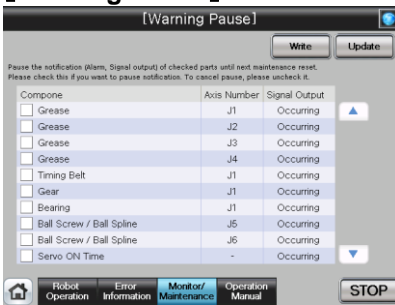 [Warning Pause]
Write
Update
Pause the notification (Alarm, Signal output) of checked parts until next maintenance reset.
Please check this if you want to pause notification. To cancel pause, please uncheck it.
Compone Axis Number Signal Output
Grease J1 Occurring
Grease J2 Occurring
Grease J3 Occurring
Grease J4 Occurring
Timing Belt J1 Occurring
Gear J1 Occurring
Bearing J1 Occurring
Ball Screw / Ball Spline J5 Occurring
Ball Screw / Ball Spline J6 Occurring
Servo ON Time - Occurring
Robot Operation
Error Information
Monitor/ Maintenance
Operation Manual
STOP